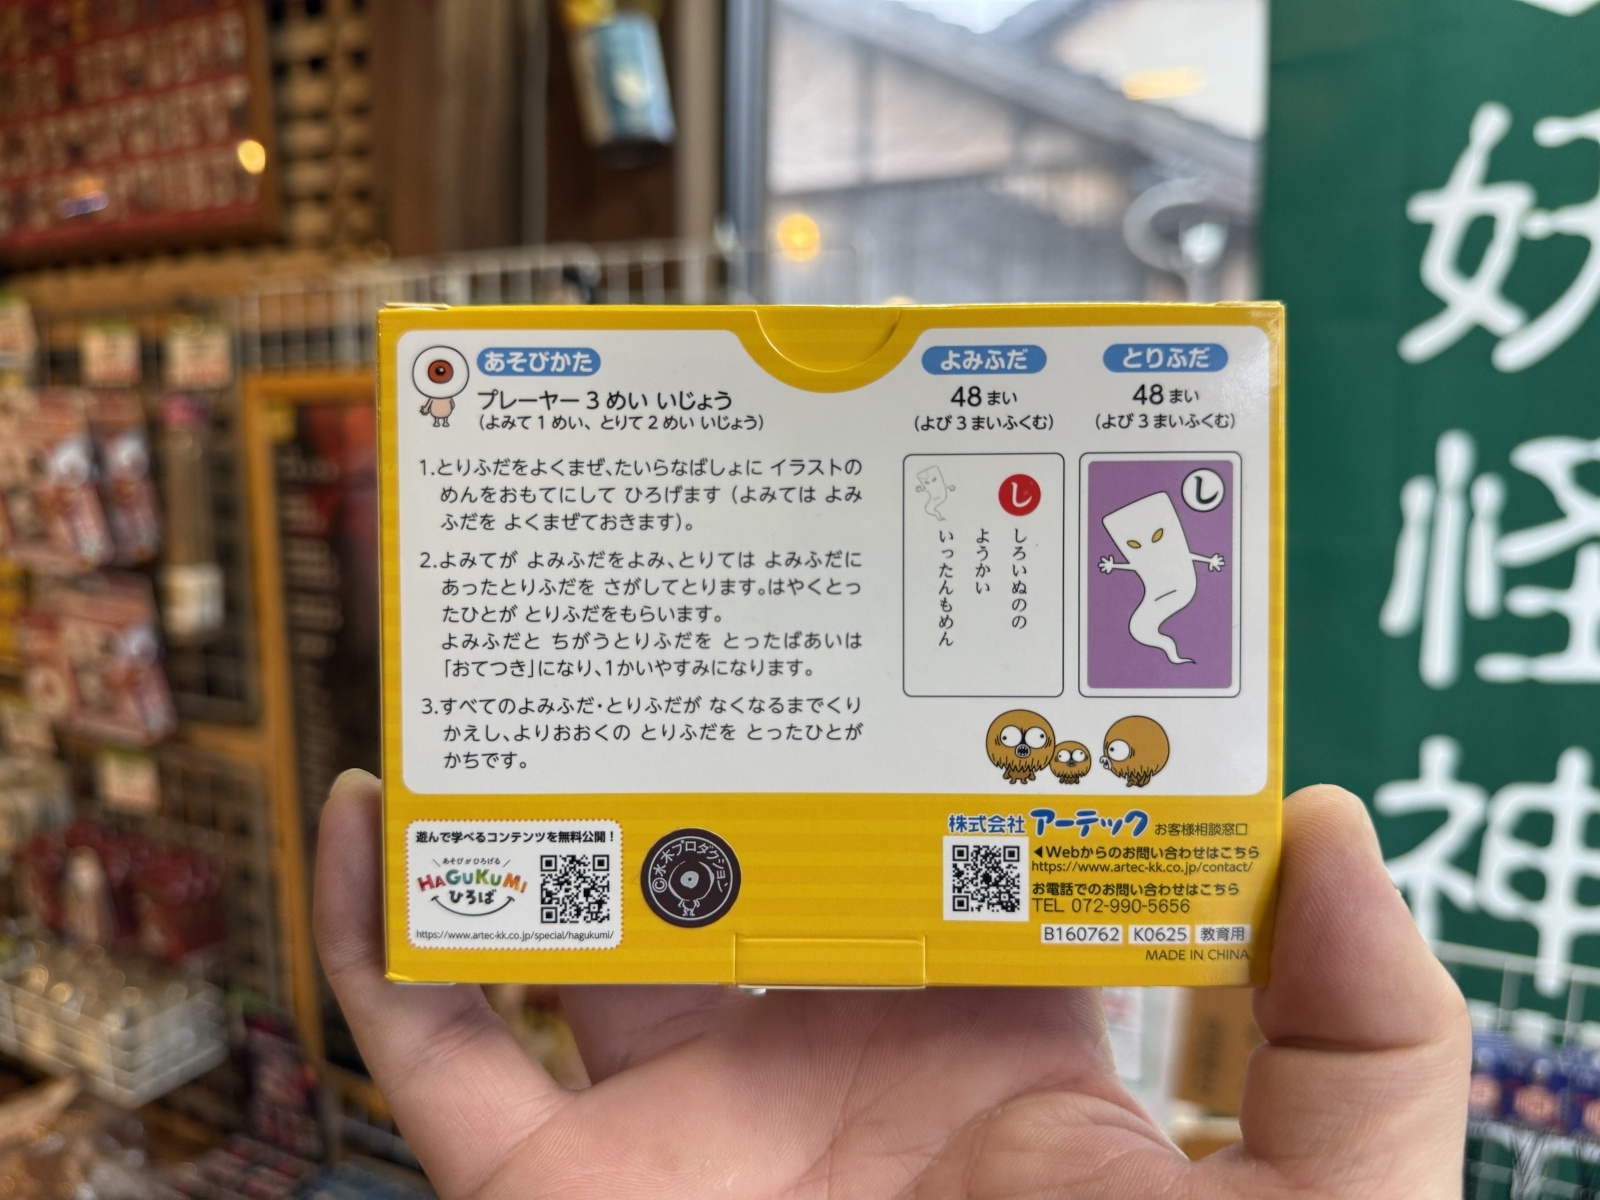 あそびかた
プレーヤー 3 めい いじょう
(よみて 1 めい、とりて 2 めい いじょう)
1.とりふだをよくまぜ、たいらなばしょに イラストの
めんをおもてにして ひろげます (よみては よみ
ふだを よくまぜておきます)。
2.よみてが よみふだをよみ、とりては よみふだに
あったとりふだを さがしてとります。はやくとっ
たひとが とりふだをもらいます。
よみふだと ちがうとりふだを とったばあいは
「おてつき」になり、1かいやすみになります。
3.すべてのよみふだ・とりふだが なくなるまでくり
かえし、よりおおくの とりふだを とったひとが
かちです。
よみふだ
48 まい
(よび 3 まいふくむ)
とりふだ
48 まい
(よび 3 まいふくむ)
し
しろいぬのの
ようかい
いったんもめん
し
遊んで学べるコンテンツを無料公開！
あそびがひろげる
HAGUKUMI
ひろば
https://www.artec-kk.co.jp/special/hagukumi/
©水木プロダクション
株式会社 アーテック お客様相談窓口
◀Webからのお問い合わせはこちら
https://www.artec-kk.co.jp/contact/
お電話でのお問い合わせはこちら
TEL 072-990-5656
B160762 K0625 教育用
MADE IN CHINA
妖怪神